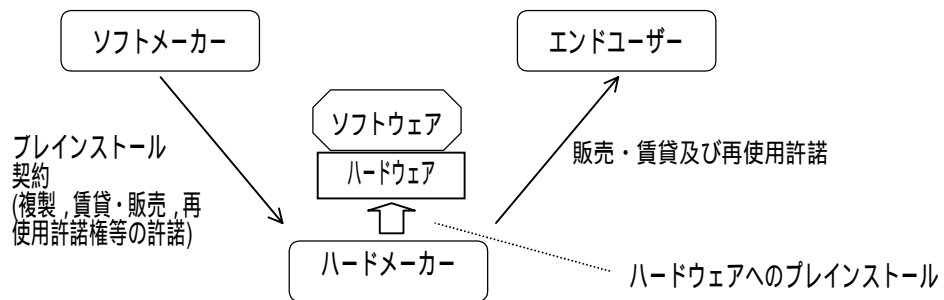 ソフトメーカー
エンドユーザー
ソフトウェア
ハードウェア
プレインストール
契約
(複製,賃貸・販売,再
使用許諾権等の許諾)
販売・賃貸及び再使用許諾
ハードメーカー
ハードウェアへのプレインストール